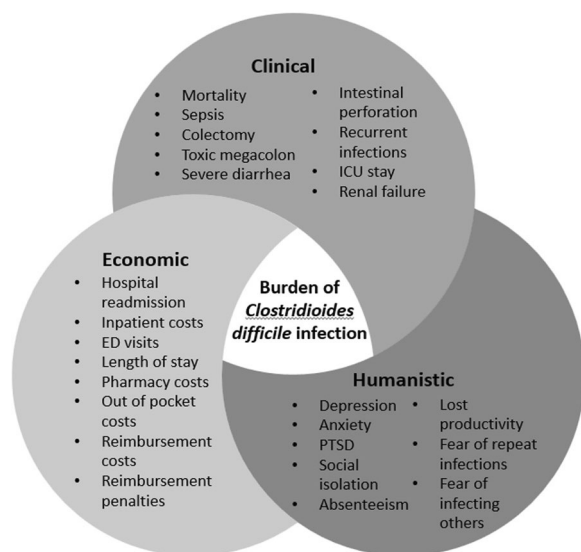 Clinical
• Mortality
• Sepsis
• Colectomy
• Toxic megacolon
• Severe diarrhea
• Intestinal
perforation
• Recurrent
infections
• ICU stay
• Renal failure
Economic
• Hospital
readmission
• Inpatient costs
• ED visits
• Length of stay
• Pharmacy costs
• Out of pocket
costs
• Reimbursement
costs
• Reimbursement
penalties
Burden of
Clostridioides
difficile infection
Humanistic
• Depression
• Anxiety
• PTSD
• Social
isolation
• Absenteeism
• Lost
productivity
• Fear of repeat
infections
• Fear of
infecting
others